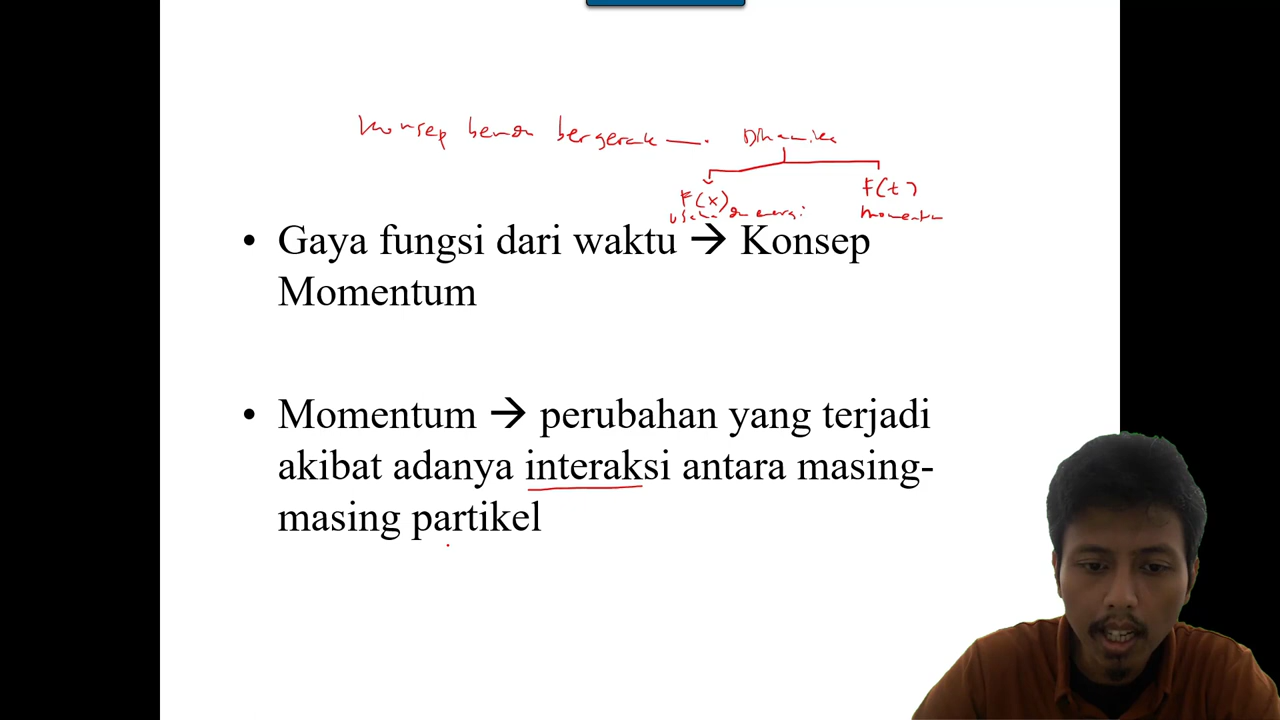 Konsep benda bergerak — Dinamika
F(x) F(t)
usaha dan energi momentum
• Gaya fungsi dari waktu → Konsep
Momentum
• Momentum → perubahan yang terjadi
akibat adanya interaksi antara masing-
masing partikel